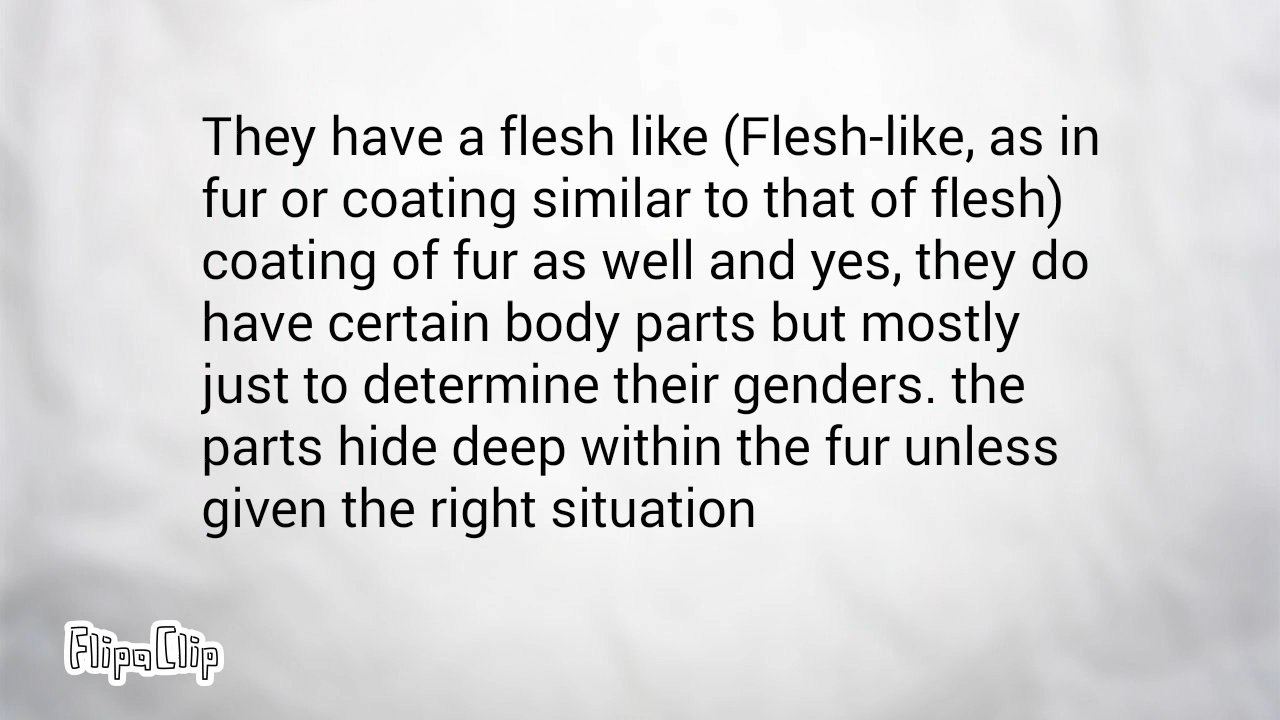 They have a flesh like (Flesh-like, as in
fur or coating similar to that of flesh)
coating of fur as well and yes, they do
have certain body parts but mostly
just to determine their genders. the
parts hide deep within the fur unless
given the right situation
FlipaClip